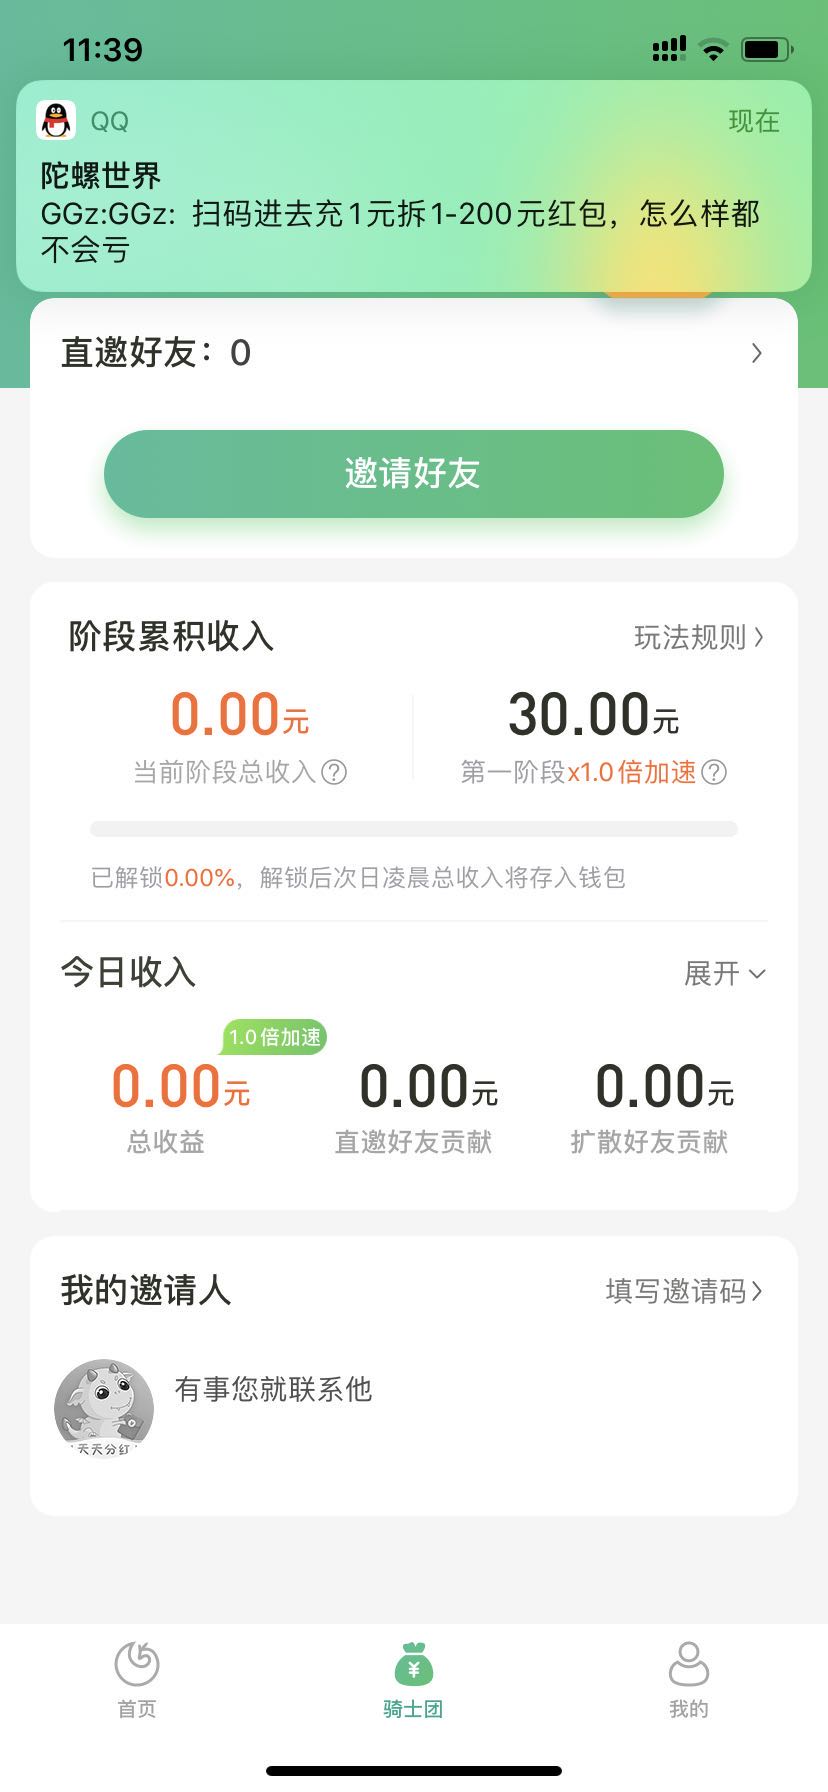 11:39
QQ
现在
陀螺世界
GGz:GGz: 扫码进去充1元拆1-200元红包，怎么样都
不会亏
直邀好友：0
邀请好友
阶段累积收入
玩法规则
0.00元
30.00元
当前阶段总收入?
第一阶段x1.0倍加速?
已解锁0.00%，解锁后次日凌晨总收入将存入钱包
今日收入
展开
1.0倍加速
0.00元
0.00元
0.00元
总收益
直邀好友贡献
扩散好友贡献
我的邀请人
填写邀请码
有事您就联系他
天天分红
首页
骑士团
我的